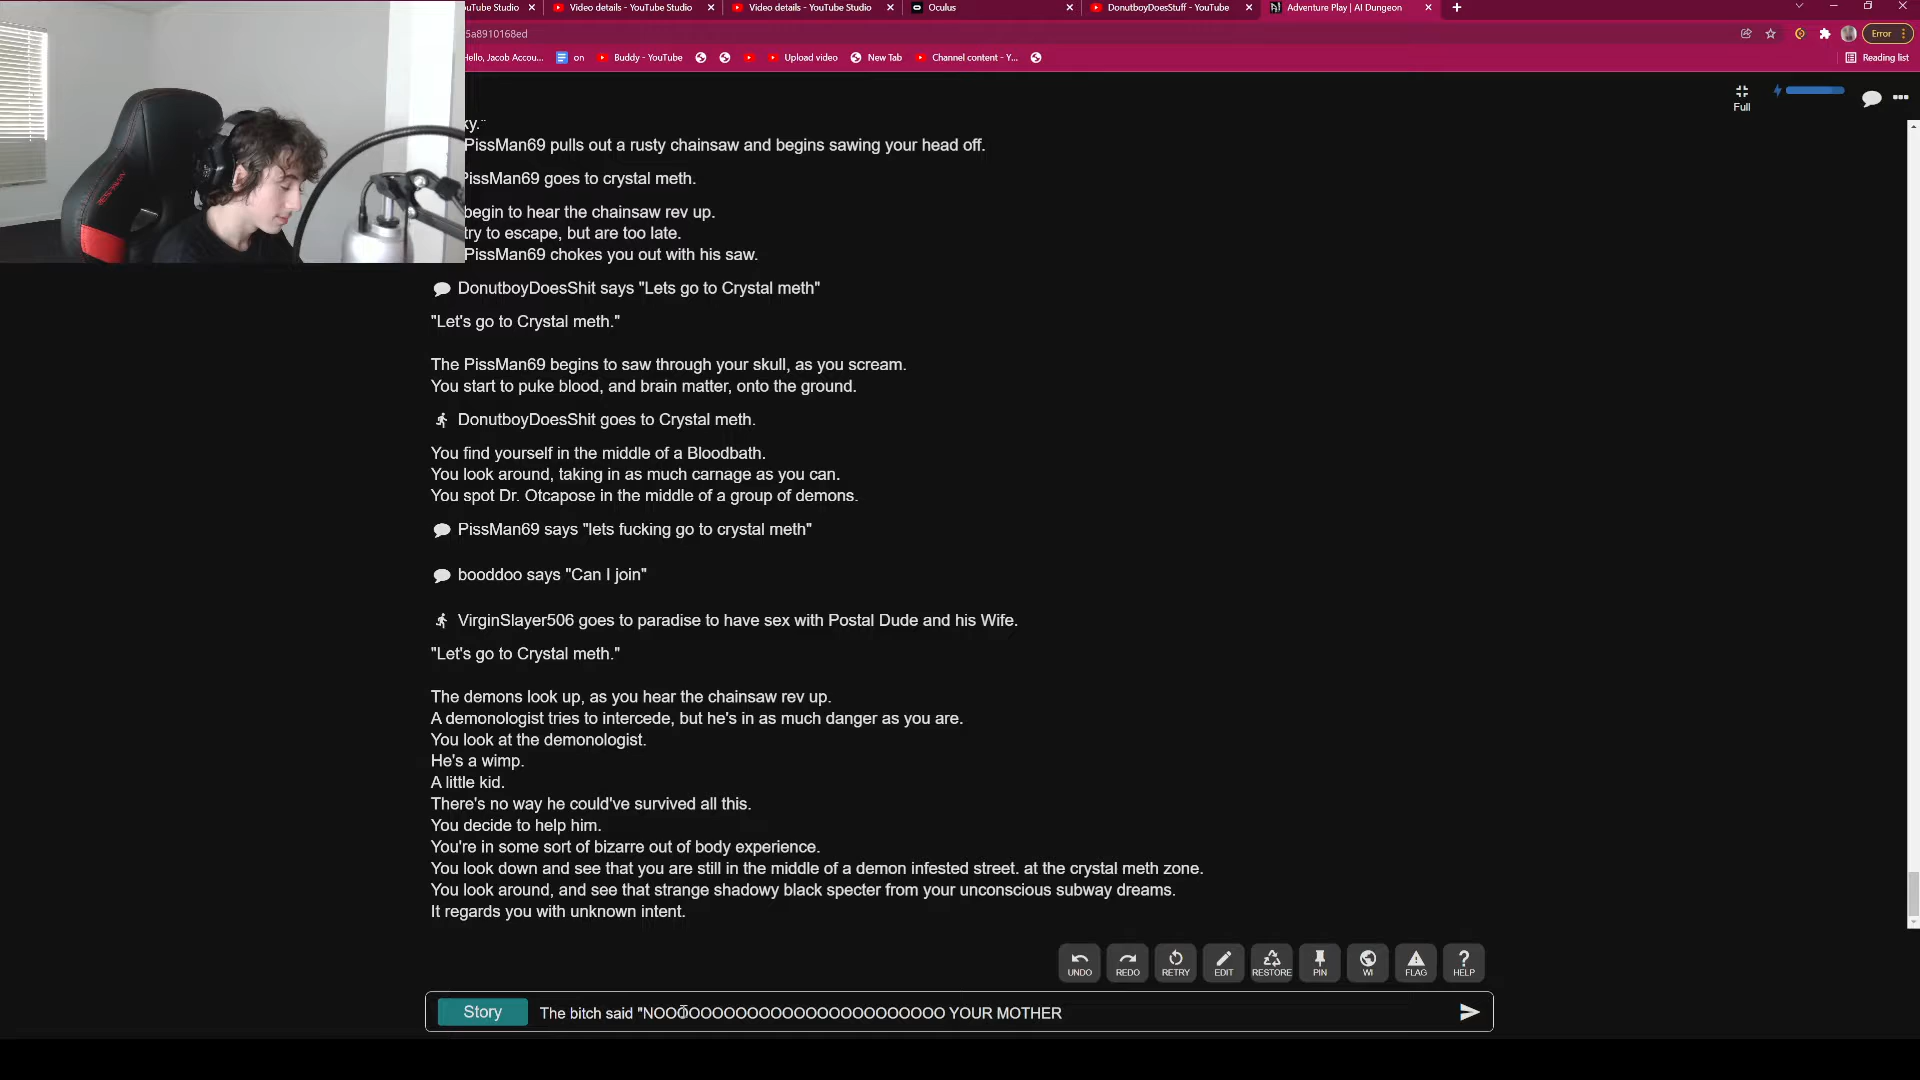 YouTube Studio
Video details - YouTube Studio
Video details - YouTube Studio
Oculus
DonutboyDoesStuff - YouTube
Adventure Play | AI Dungeon
5a8910168ed
Error
Hello, Jacob Accou...
on
Buddy - YouTube
Upload video
New Tab
Channel content - Y...
Reading list
Full
ky."
PissMan69 pulls out a rusty chainsaw and begins sawing your head off.
PissMan69 goes to crystal meth.
begin to hear the chainsaw rev up.
try to escape, but are too late.
PissMan69 chokes you out with his saw.
DonutboyDoesShit says "Lets go to Crystal meth"
"Let's go to Crystal meth."
The PissMan69 begins to saw through your skull, as you scream.
You start to puke blood, and brain matter, onto the ground.
DonutboyDoesShit goes to Crystal meth.
You find yourself in the middle of a Bloodbath.
You look around, taking in as much carnage as you can.
You spot Dr. Otcapose in the middle of a group of demons.
PissMan69 says "lets fucking go to crystal meth"
booddoo says "Can I join"
VirginSlayer506 goes to paradise to have sex with Postal Dude and his Wife.
"Let's go to Crystal meth."
The demons look up, as you hear the chainsaw rev up.
A demonologist tries to intercede, but he's in as much danger as you are.
You look at the demonologist.
He's a wimp.
A little kid.
There's no way he could've survived all this.
You decide to help him.
You're in some sort of bizarre out of body experience.
You look down and see that you are still in the middle of a demon infested street. at the crystal meth zone.
You look around, and see that strange shadowy black specter from your unconscious subway dreams.
It regards you with unknown intent.
UNDO
REDO
RETRY
EDIT
RESTORE
PIN
WI
FLAG
HELP
Story
The bitch said "NOOOOOOOOOOOOOOOOOOOOOOOOO YOUR MOTHER